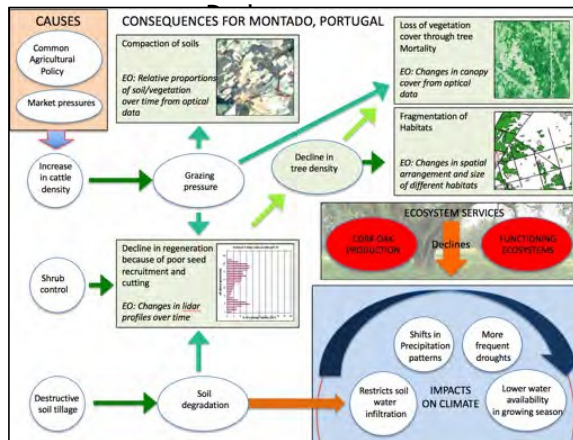 CAUSES
Common
Agricultural
Policy
Market pressures
CONSEQUENCES FOR MONTADO, PORTUGAL
Compaction of soils
EO: Relative proportions
of soil/vegetation
over time from optical
data
Loss of vegetation
cover through tree
Mortality
EO: Changes in canopy
cover from optical
data
Fragmentation of
Habitats
EO: Changes in spatial
arrangement and size
of different habitats
Increase in
cattle
density
Grazing
pressure
Decline in
tree density
ECOSYSTEM SERVICES
CORK OAK
PRODUCTION
Declines
FUNCTIONING
ECOSYSTEMS
Shrub
control
Decline in regeneration
because of poor seed
recruitment and
cutting
EO: Changes in lidar
profiles over time
Destructive
soil tillage
Soil
degradation
Shifts in
Precipitation
patterns
More
frequent
droughts
Restricts soil
water
infiltration
IMPACTS
ON CLIMATE
Lower water
availability
in growing season